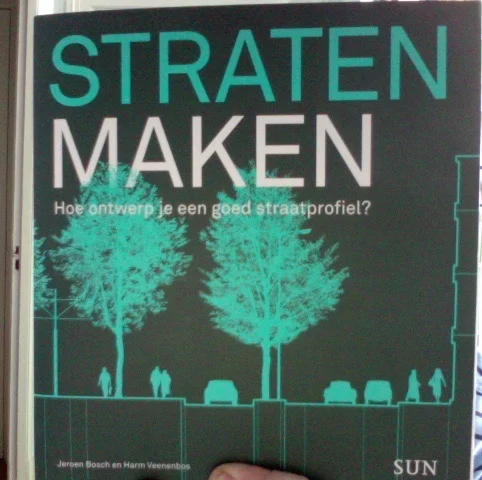 STRATEN
MAKEN
Hoe ontwerp je een goed straatprofiel?
Jeroen Bosch en Harm Veenenbos
SUN